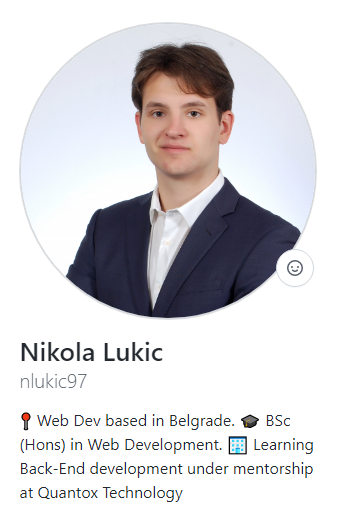 Nikola Lukic
nlukic97
📍 Web Dev based in Belgrade. 🎓 BSc
(Hons) in Web Development. 🏢 Learning
Back-End development under mentorship
at Quantox Technology